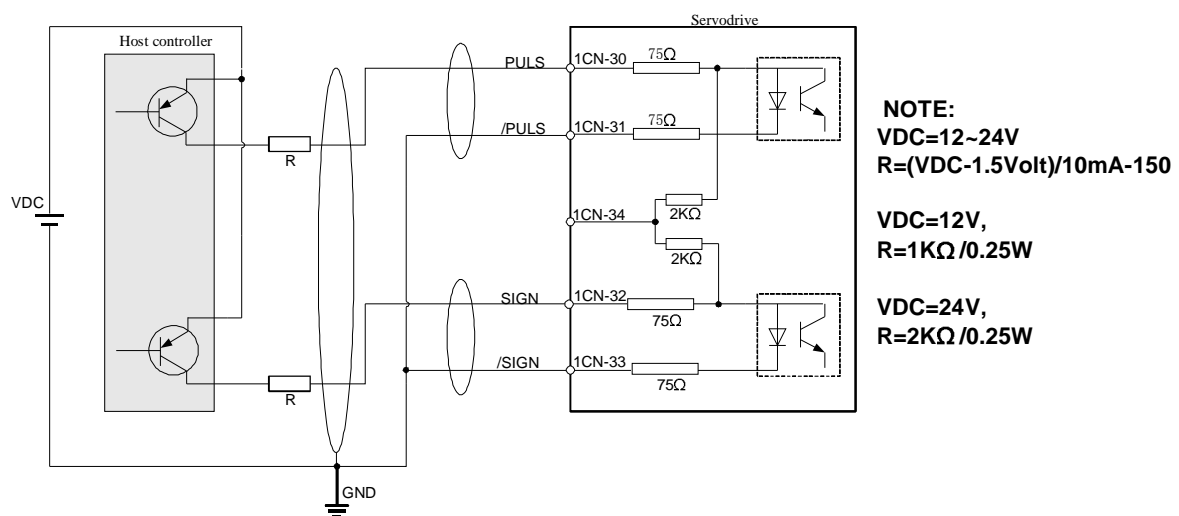 Servodrive
Host controller
PULS
1CN-30
75Ω
/PULS
1CN-31
75Ω
R
VDC
1CN-34
2KΩ
2KΩ
SIGN
1CN-32
75Ω
/SIGN
1CN-33
75Ω
R
GND
NOTE:
VDC=12~24V
R=(VDC-1.5Volt)/10mA-150
VDC=12V,
R=1KΩ/0.25W
VDC=24V,
R=2KΩ/0.25W